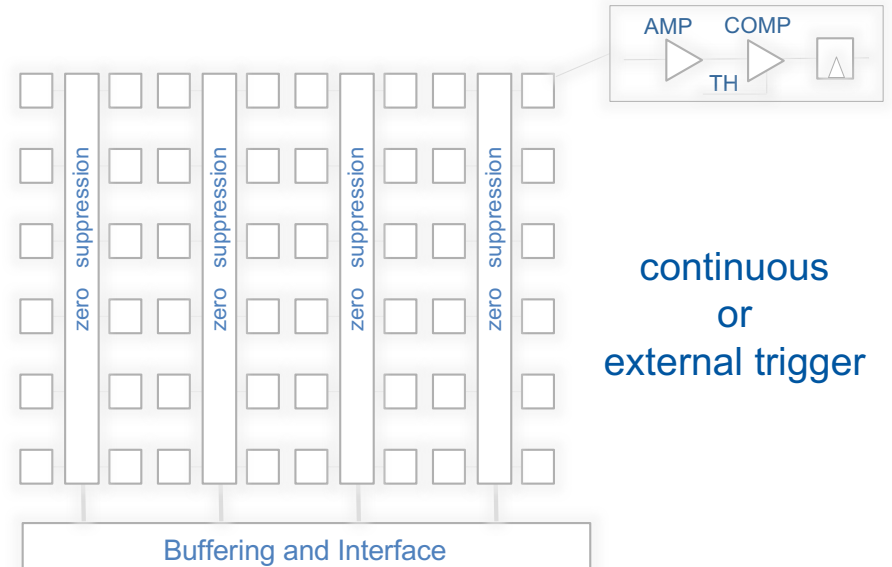 AMP COMP
TH
zero suppression
zero suppression
zero suppression
zero suppression
continuous
or
external trigger
Buffering and Interface